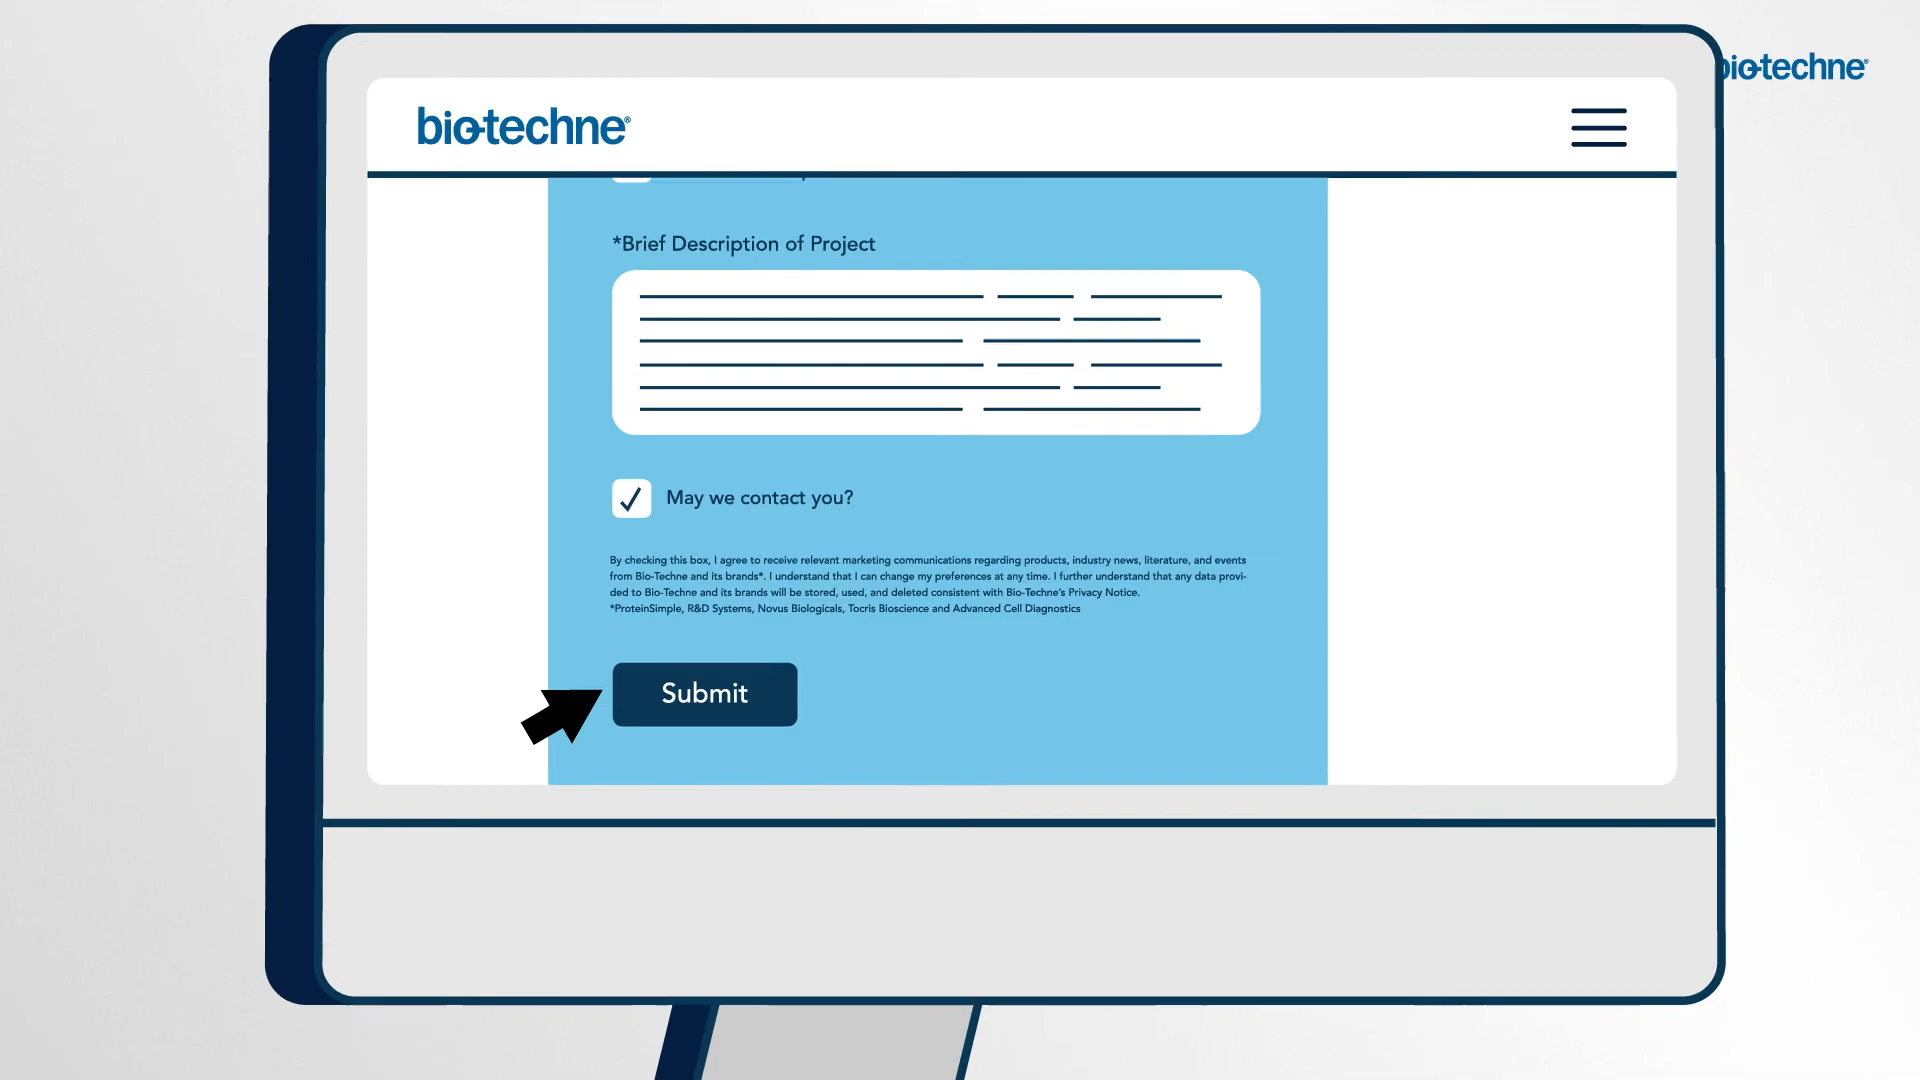 bio-techne®
bio-techne®
*Brief Description of Project
May we contact you?
By checking this box, I agree to receive relevant marketing communications regarding products, industry news, literature, and events
from Bio-Techne and its brands*. I understand that I can change my preferences at any time. I further understand that any data provi-
ded to Bio-Techne and its brands will be stored, used, and deleted consistent with Bio-Techne's Privacy Notice.
*ProteinSimple, R&D Systems, Novus Biologicals, Tocris Bioscience and Advanced Cell Diagnostics
Submit